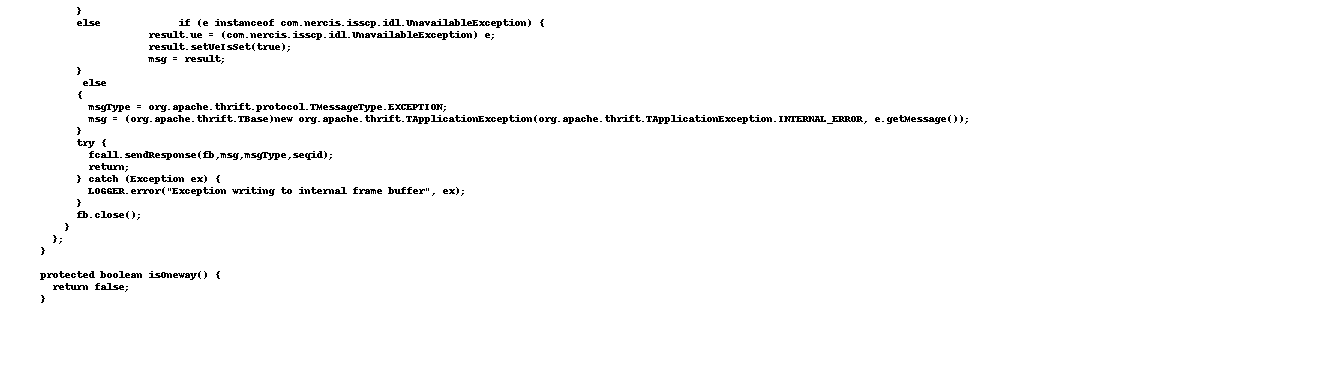 }
else             if (e instanceof com.nercis.isscp.idl.UnavailableException) {
result.ue = (com.nercis.isscp.idl.UnavailableException) e;
result.setUeIsSet(true);
msg = result;
}
else
{
msgType = org.apache.thrift.protocol.TMessageType.EXCEPTION;
msg = (org.apache.thrift.TBase)new org.apache.thrift.TApplicationException(org.apache.thrift.TApplicationException.INTERNAL_ERROR, e.getMessage());
}
try {
fcall.sendResponse(fb,msg,msgType,seqid);
return;
} catch (Exception ex) {
LOGGER.error("Exception writing to internal frame buffer", ex);
}
fb.close();
}
};
}
protected boolean isOneway() {
return false;
}